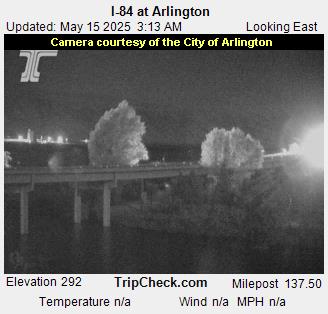 I-84 at Arlington
Updated: May 15 2025 3:13 AM Looking East
Camera courtesy of the City of Arlington
Elevation 292 TripCheck.com Milepost 137.50
Temperature n/a Wind n/a MPH n/a